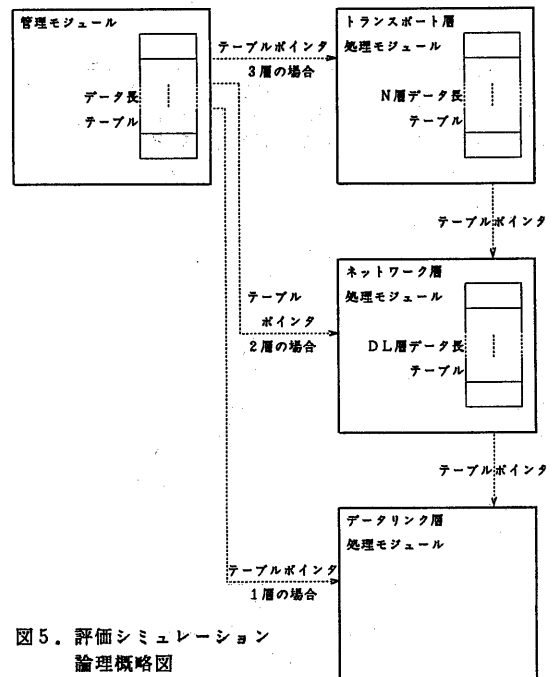 管理モジュール
データ長
テーブル
テーブルポインタ
3層の場合
トランスポート層
処理モジュール
N層データ長
テーブル
テーブルポインタ
テーブル
ポインタ
2層の場合
ネットワーク層
処理モジュール
DL層データ長
テーブル
テーブルポインタ
テーブルポインタ
1層の場合
データリンク層
処理モジュール
図5．評価シミュレーション
論理概略図